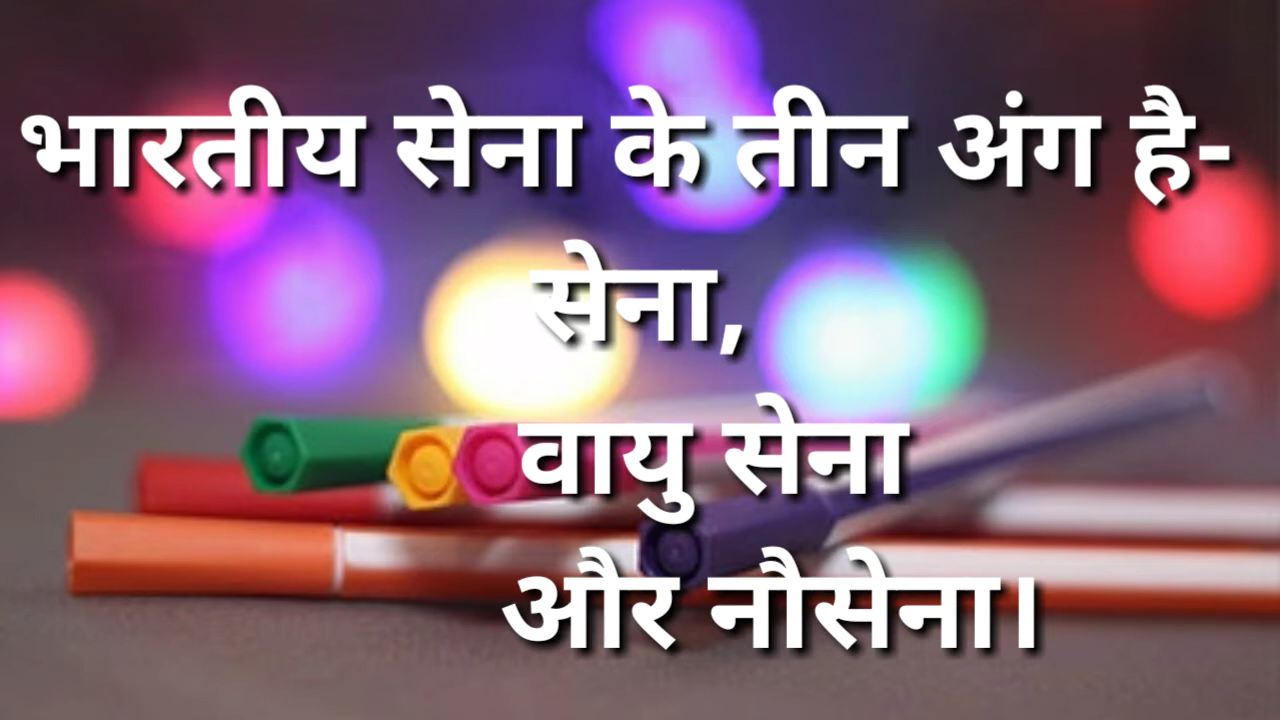 भारतीय सेना के तीन अंग है-
सेना,
वायु सेना
और नौसेना।